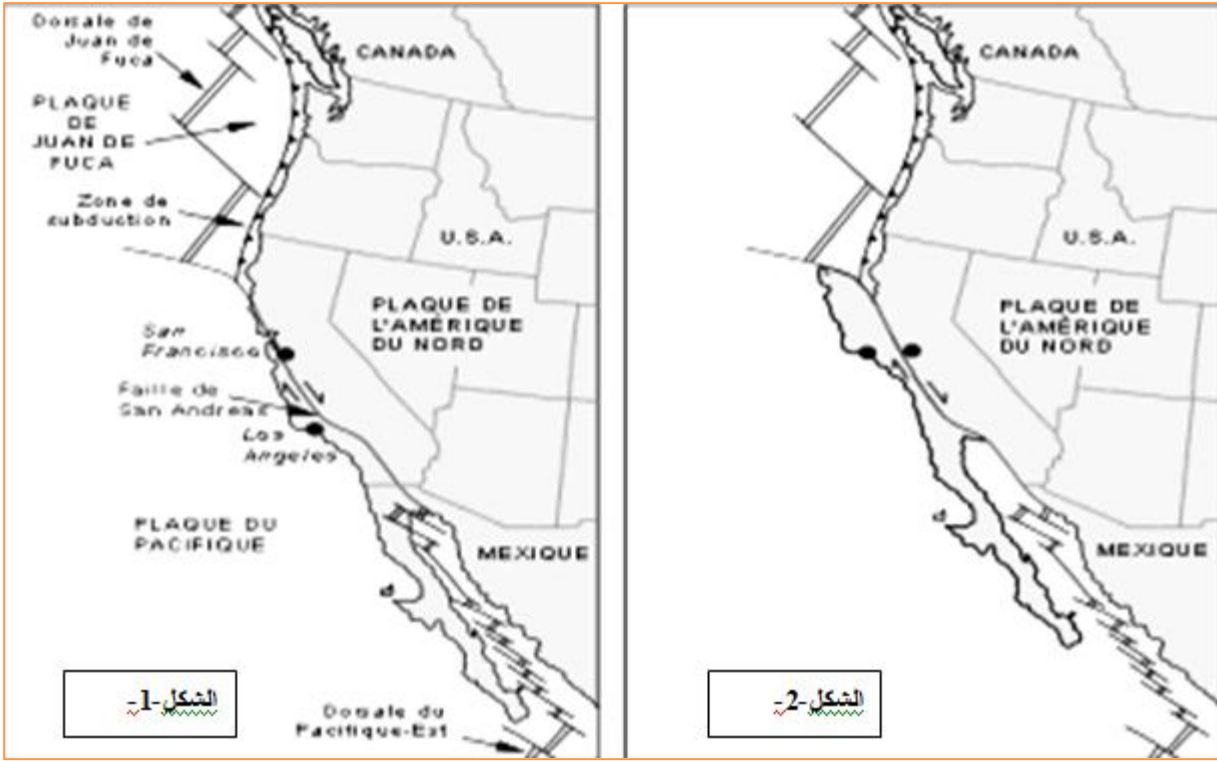 Dorsale de
Juan de
Fuca
CANADA
PLAQUE
DE
JUAN DE
FUCA
Zone de
subduction
U.S.A.
PLAQUE DE
L'AMÉRIQUE
DU NORD
San
Francisco
Faille de
San Andreas
Los
Angeles
PLAQUE DU
PACIFIQUE
MEXIQUE
الشكل-1-
Dorsale du
Pacifique-Est
CANADA
U.S.A.
PLAQUE DE
L'AMÉRIQUE
DU NORD
MEXIQUE
الشكل-2-